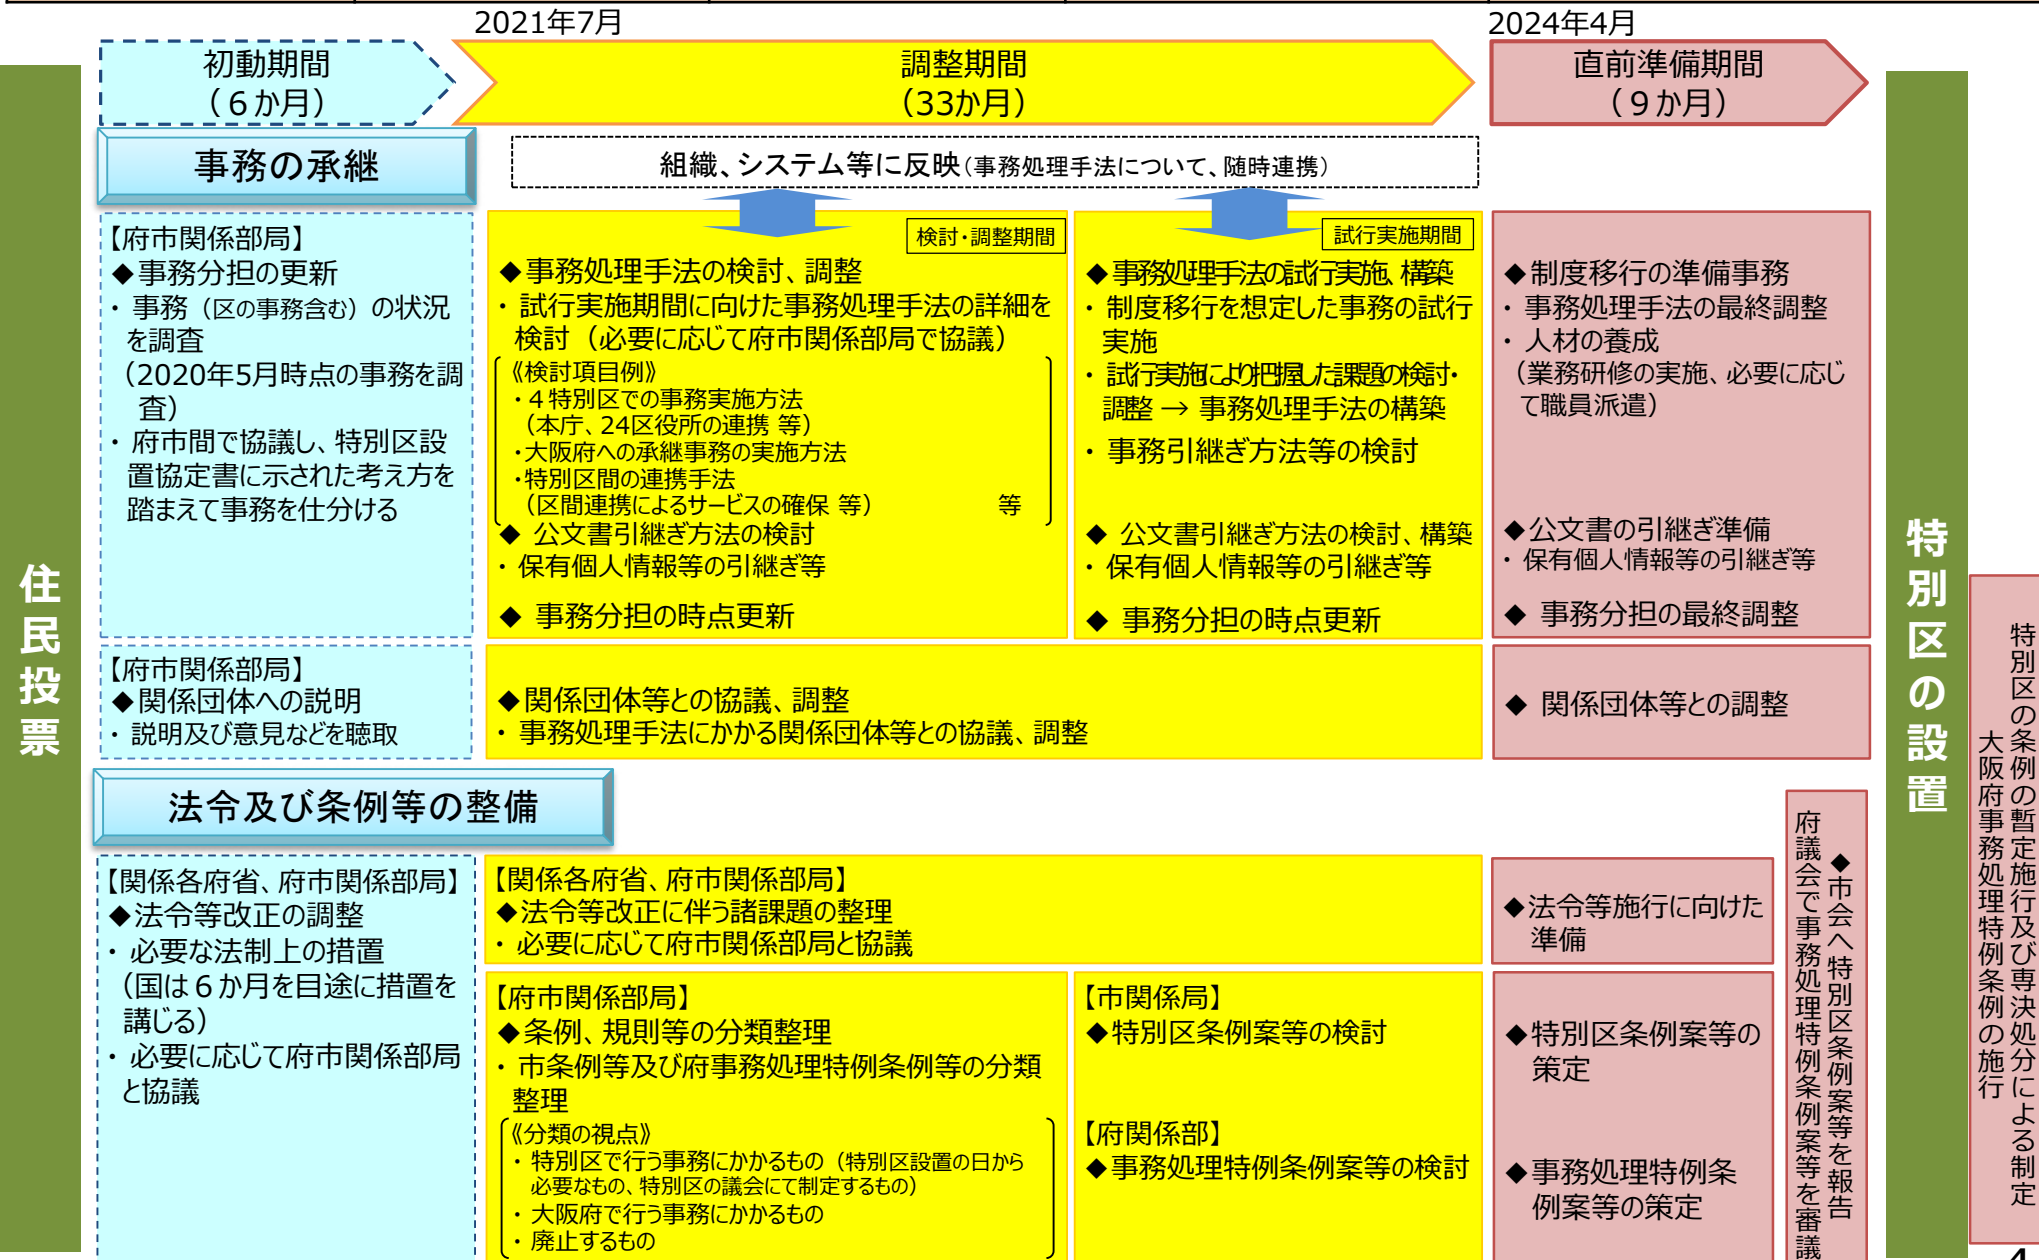 2021年7月
2024年4月
初動期間
（６か月）
調整期間
（33か月）
直前準備期間
（９か月）
事務の承継
組織、システム等に反映（事務処理手法について、随時連携）
【府市関係部局】
◆事務分担の更新
・ 事務（区の事務含む）の状況
を調査
（2020年5月時点の事務を調
査）
・ 府市間で協議し、特別区設
置協定書に示された考え方を
踏まえて事務を仕分ける
検討・調整期間
◆事務処理手法の検討、調整
・ 試行実施期間に向けた事務処理手法の詳細を
検討（必要に応じて府市関係部局で協議）
《検討項目例》
・４特別区での事務実施方法
（本庁、24区役所の連携 等）
・大阪府への承継事務の実施方法
・特別区間の連携手法
（区間連携によるサービスの確保 等） 等
◆ 公文書引継ぎ方法の検討
・ 保有個人情報等の引継ぎ等
◆ 事務分担の時点更新
試行実施期間
◆事務処理手法の試行実施、構築
・ 制度移行を想定した事務の試行
実施
・ 試行実施により把握した課題の検討・
調整 → 事務処理手法の構築
・ 事務引継ぎ方法等の検討
◆ 公文書引継ぎ方法の検討、構築
・ 保有個人情報等の引継ぎ等
◆ 事務分担の時点更新
◆制度移行の準備事務
・ 事務処理手法の最終調整
・ 人材の養成
（業務研修の実施、必要に応じ
て職員派遣）
◆公文書の引継ぎ準備
・ 保有個人情報等の引継ぎ等
◆ 事務分担の最終調整
【府市関係部局】
◆関係団体への説明
・ 説明及び意見などを聴取
◆関係団体等との協議、調整
・ 事務処理手法にかかる関係団体等との協議、調整
◆ 関係団体等との調整
法令及び条例等の整備
【関係各府省、府市関係部局】
◆法令等改正の調整
・ 必要な法制上の措置
（国は６か月を目途に措置を
講じる）
・ 必要に応じて府市関係部局
と協議
【関係各府省、府市関係部局】
◆法令等改正に伴う諸課題の整理
・ 必要に応じて府市関係部局と協議
◆法令等施行に向けた
準備
【府市関係部局】
◆条例、規則等の分類整理
・ 市条例等及び府事務処理特例条例等の分類
整理
《分類の視点》
・ 特別区で行う事務にかかるもの（特別区設置の日から
必要なもの、特別区の議会にて制定するもの）
・ 大阪府で行う事務にかかるもの
・ 廃止するもの
【市関係局】
◆特別区条例案等の検討
【府関係部】
◆事務処理特例条例案等の検討
◆特別区条例案等の
策定
◆事務処理特例条
例案等の策定
◆市会へ特別区条例案等を報告
府議会で事務処理特例条例案等を審議
住民投票
特別区の設置
特別区の条例の暫定施行及び専決処分による制定
大阪府事務処理特例条例の施行